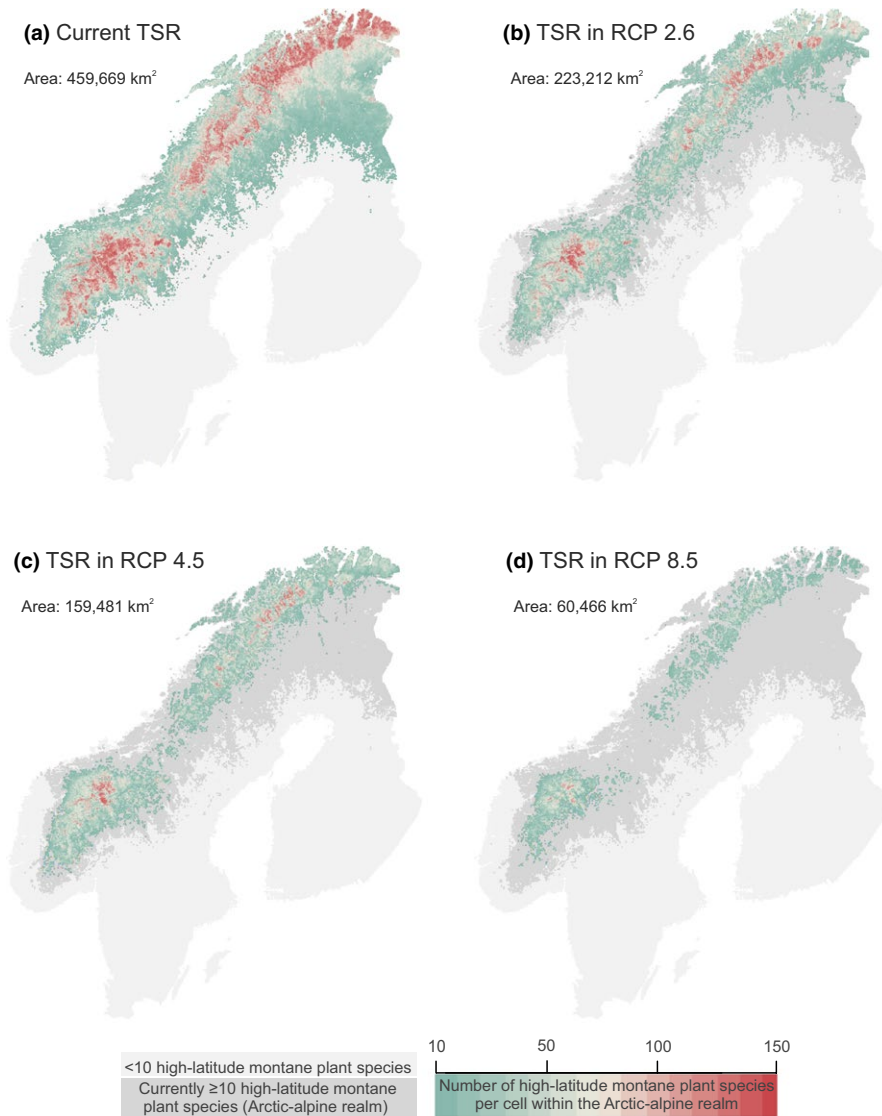 (a) Current TSR
Area: 459,669 km²
(b) TSR in RCP 2.6
Area: 223,212 km²
(c) TSR in RCP 4.5
Area: 159,481 km²
(d) TSR in RCP 8.5
Area: 60,466 km²
<10 high-latitude montane plant species
Currently ≥10 high-latitude montane
plant species (Arctic-alpine realm)
10 50 100 150
Number of high-latitude montane plant species
per cell within the Arctic-alpine realm